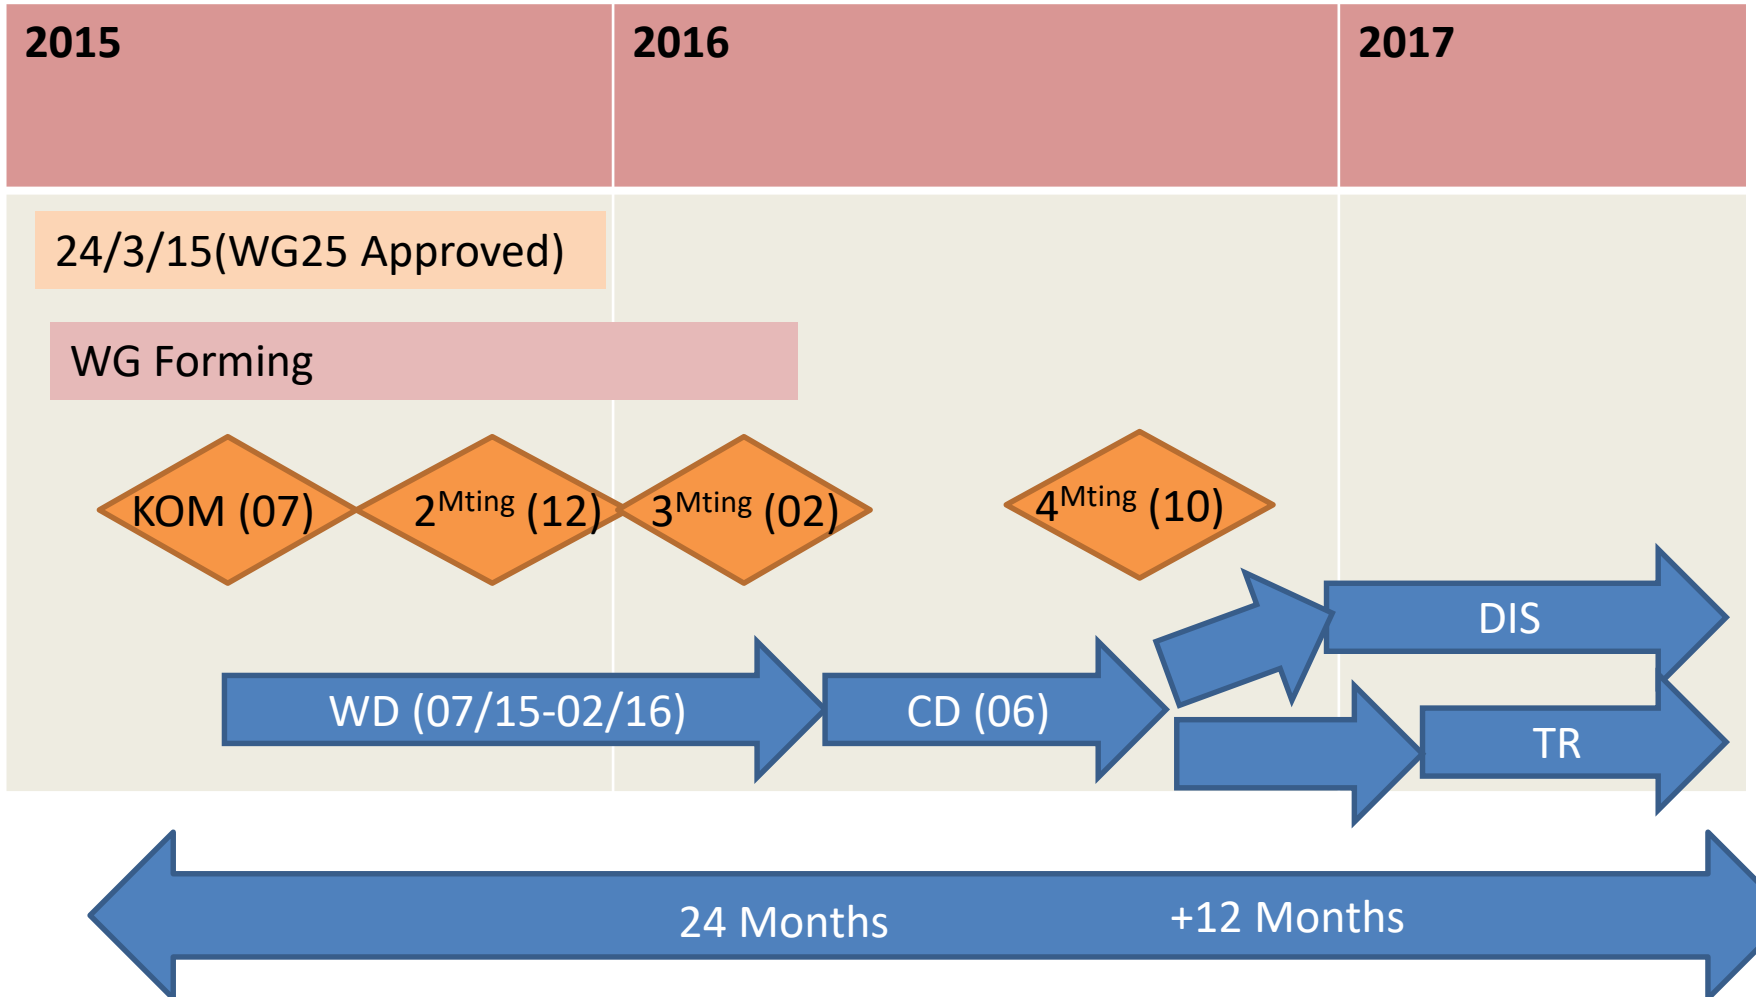 2015
2016
2017
24/3/15(WG25 Approved)
WG Forming
KOM (07)
2Mting (12)
3Mting (02)
4Mting (10)
DIS
WD (07/15-02/16)
CD (06)
TR
24 Months
+12 Months